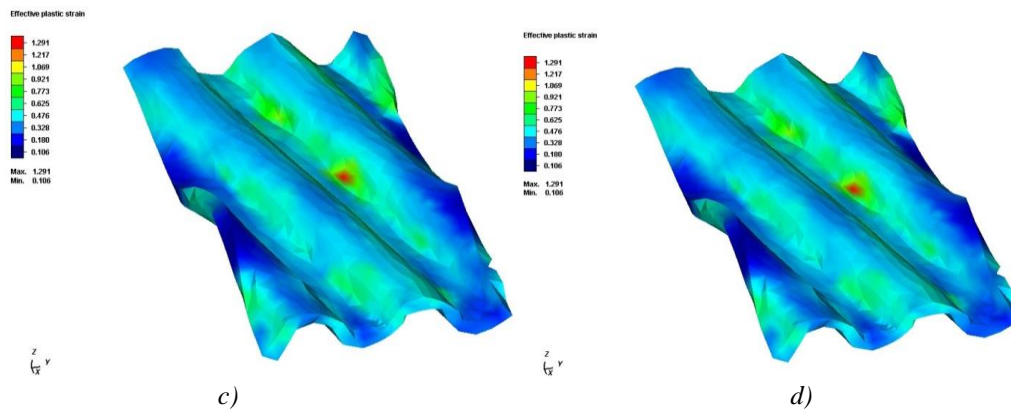 Effective plastic strain
1.291
1.217
1.069
0.921
0.773
0.625
0.476
0.328
0.180
0.106
Max. 1.291
Min. 0.106
Z
Y
X
c)
Effective plastic strain
1.291
1.217
1.069
0.921
0.773
0.625
0.476
0.328
0.180
0.106
Max. 1.291
Min. 0.106
Z
Y
X
d)